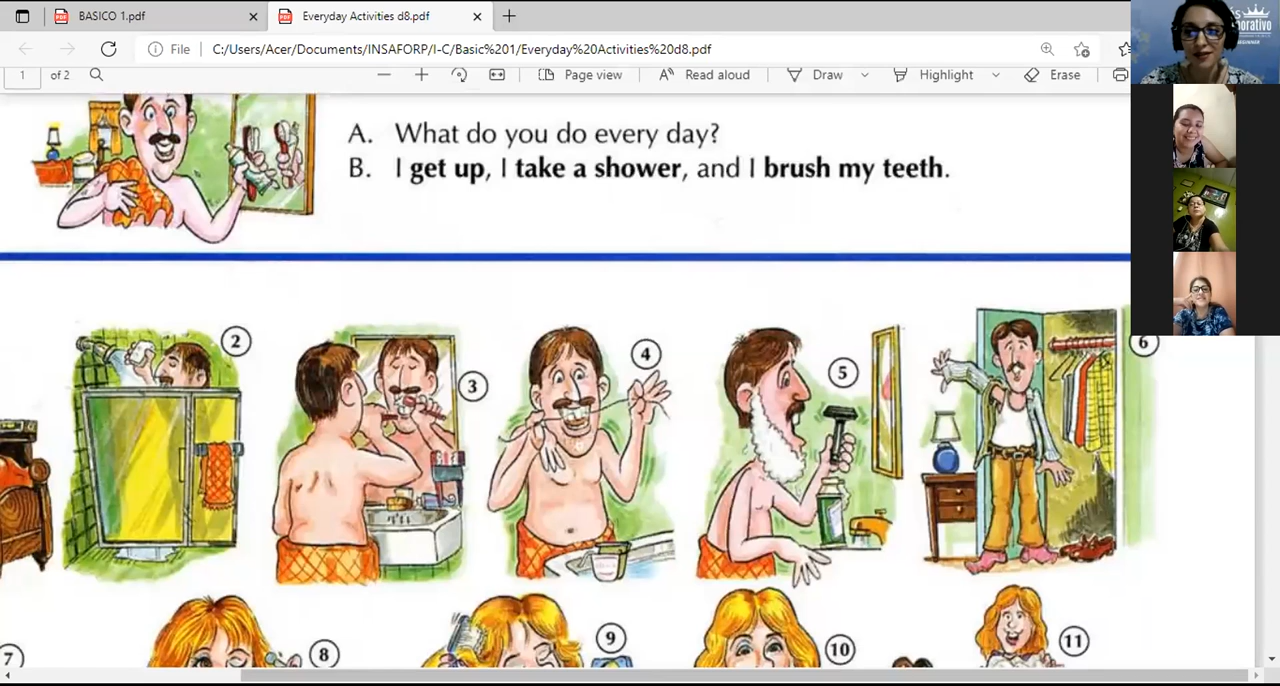 BASICO 1.pdf
Everyday Activities d8.pdf
File C:/Users/Acer/Documents/INSAFORP/I-C/Basic%201/Everyday%20Activities%20d8.pdf
1 of 2 Page view Read aloud Draw Highlight Erase
A. What do you do every day?
B. I get up, I take a shower, and I brush my teeth.
2
3
4
5
6
7
8
9
10
11